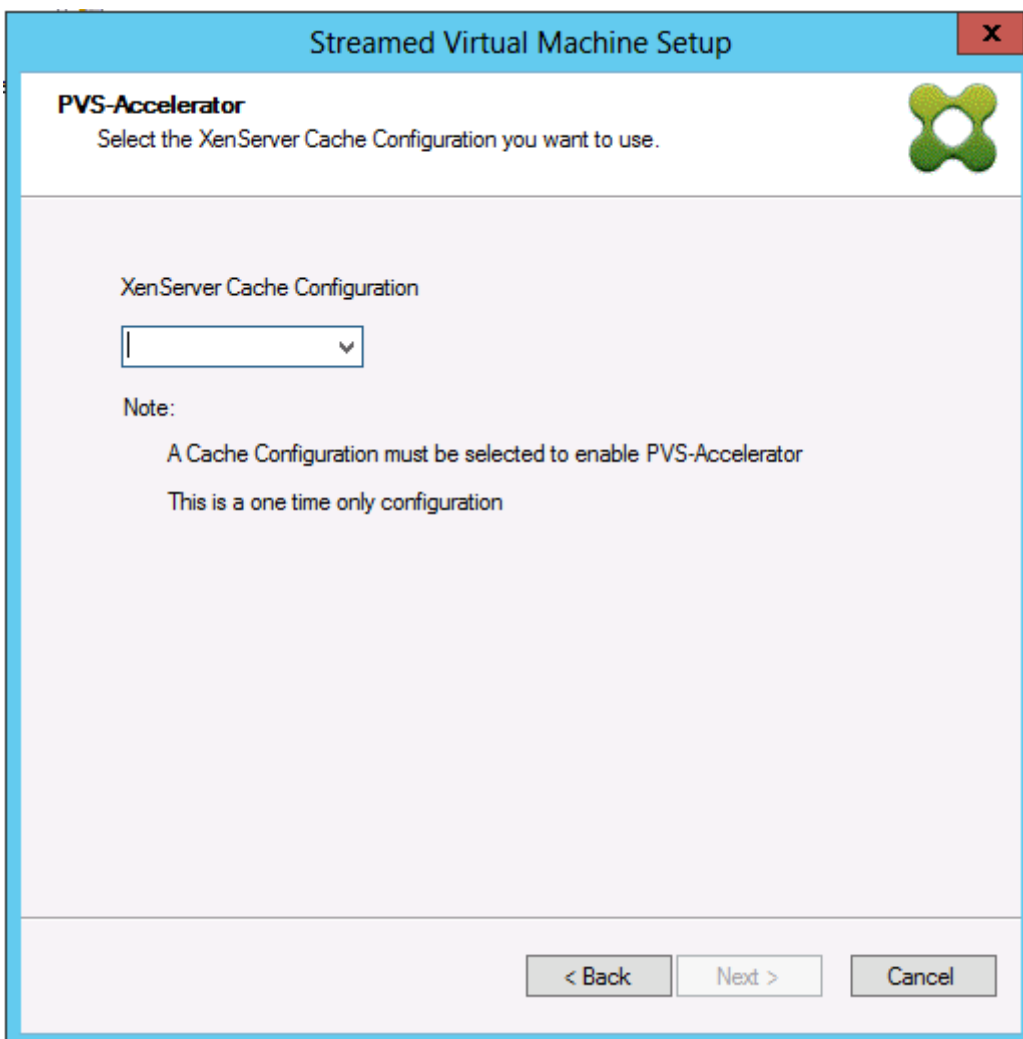 Streamed Virtual Machine Setup
x
PVS-Accelerator
Select the XenServer Cache Configuration you want to use.
XenServer Cache Configuration
Note:
A Cache Configuration must be selected to enable PVS-Accelerator
This is a one time only configuration
< Back Next > Cancel